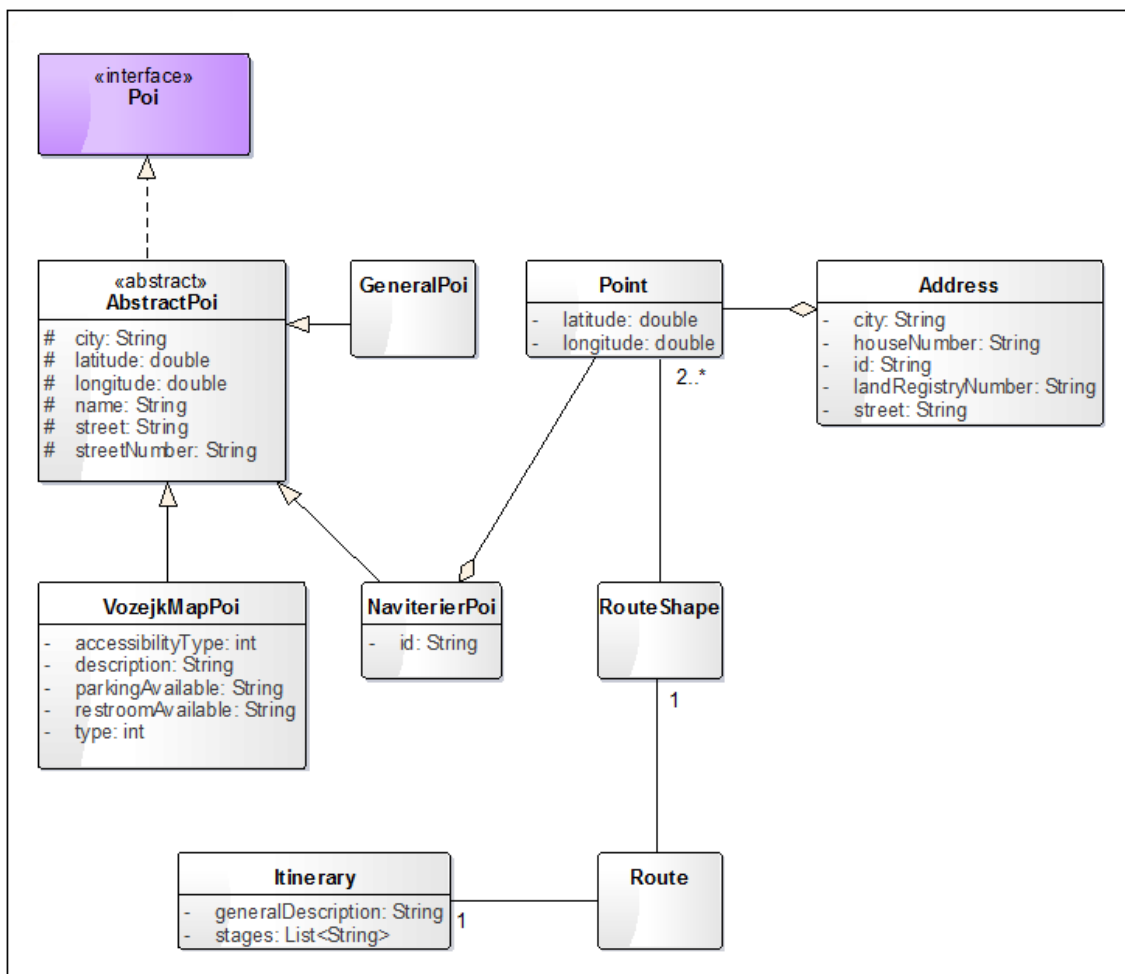 «interface»
Poi
«abstract»
AbstractPoi
# city: String
# latitude: double
# longitude: double
# name: String
# street: String
# streetNumber: String
GeneralPoi
Point
- latitude: double
- longitude: double
2..*
Address
- city: String
- houseNumber: String
- id: String
- landRegistryNumber: String
- street: String
VozejkMapPoi
- accessibilityType: int
- description: String
- parkingAvailable: String
- restroomAvailable: String
- type: int
NaviterierPoi
- id: String
RouteShape
1
Itinerary
- generalDescription: String
- stages: List<String>
1
Route